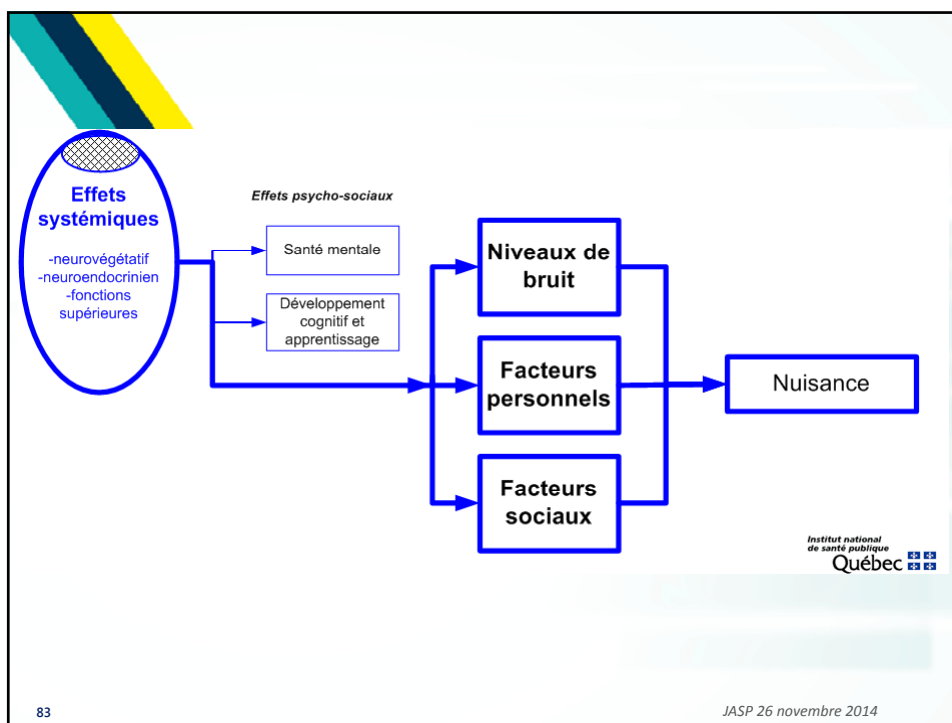 Effets
systémiques
-neurovégétatif
-neuroendocrinien
-fonctions
supérieures
Effets psycho-sociaux
Santé mentale
Développement
cognitif et
apprentissage
Niveaux de
bruit
Facteurs
personnels
Facteurs
sociaux
Nuisance
Institut national
de santé publique
Québec
83
JASP 26 novembre 2014